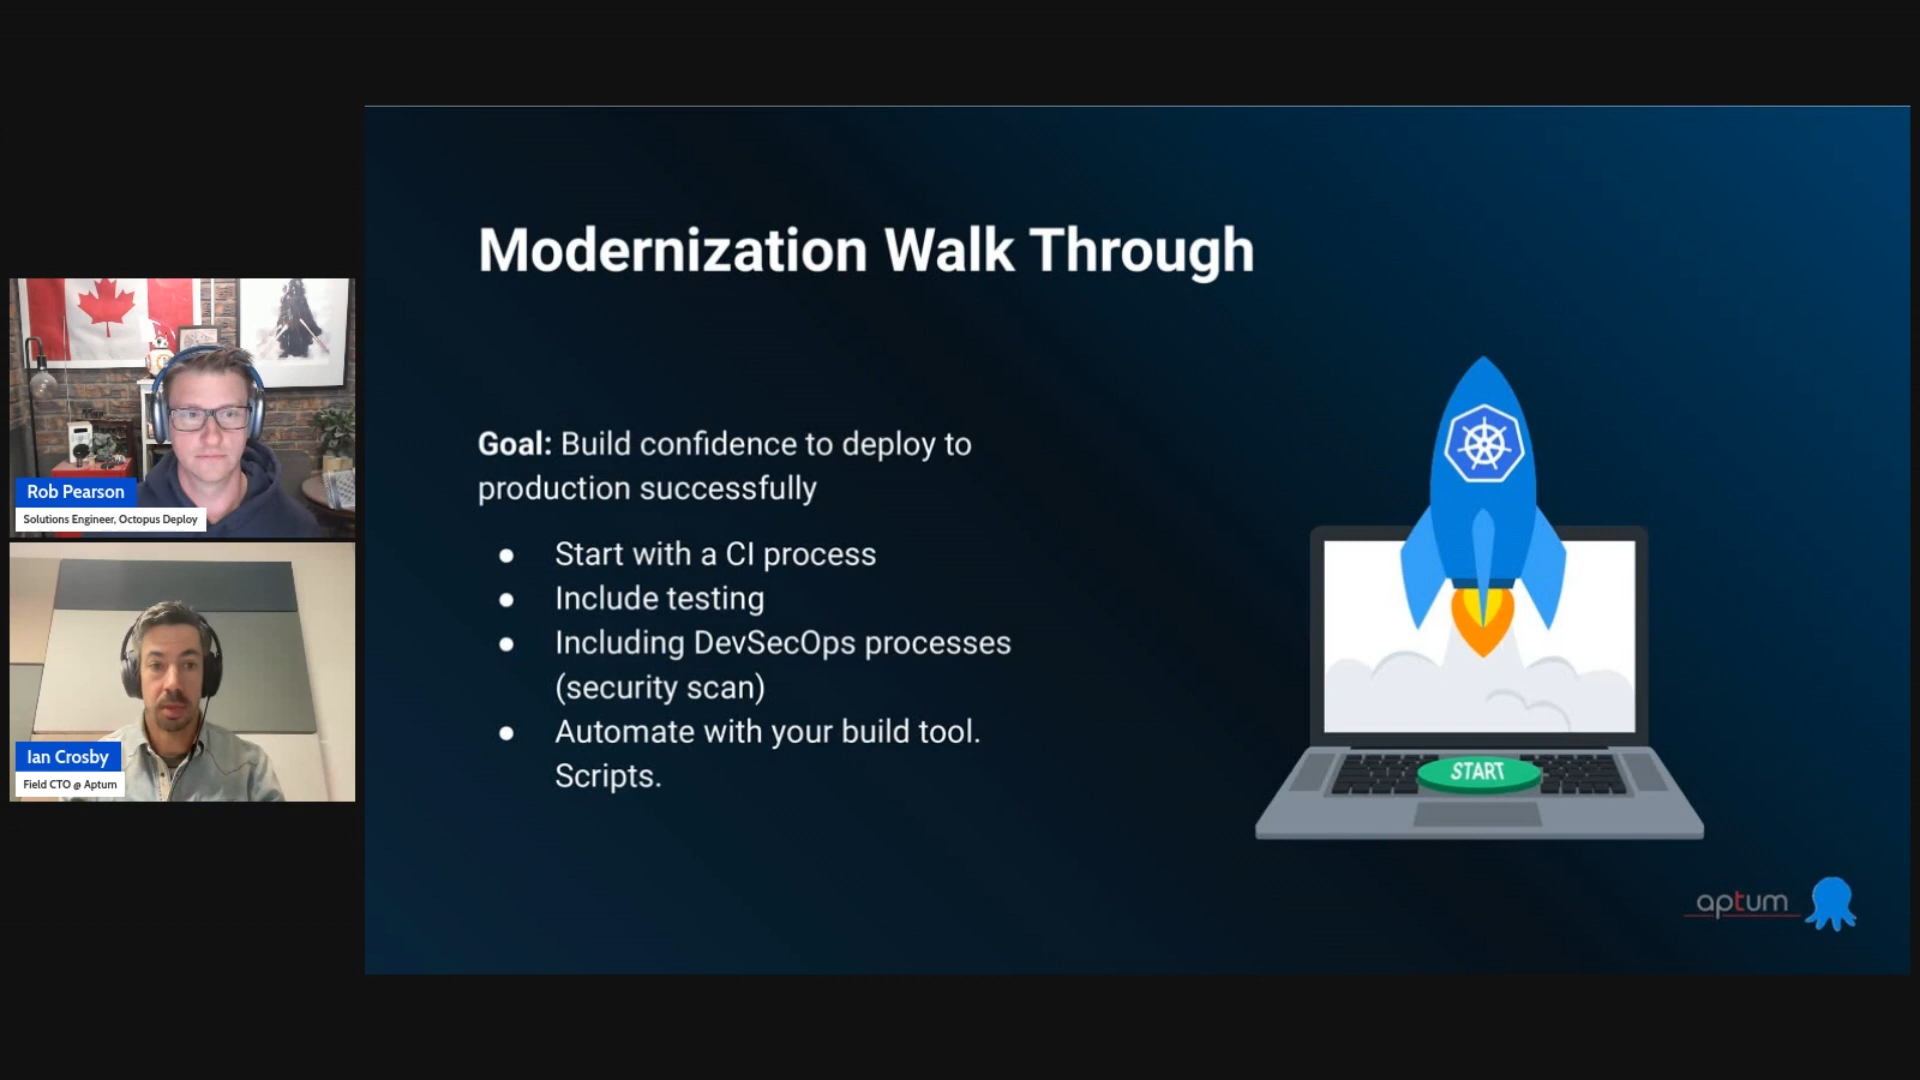 Modernization Walk Through
Goal: Build confidence to deploy to
production successfully
● Start with a CI process
● Include testing
● Including DevSecOps processes
(security scan)
● Automate with your build tool.
Scripts.
START
aptum
Rob Pearson
Solutions Engineer, Octopus Deploy
Ian Crosby
Field CTO @ Aptum